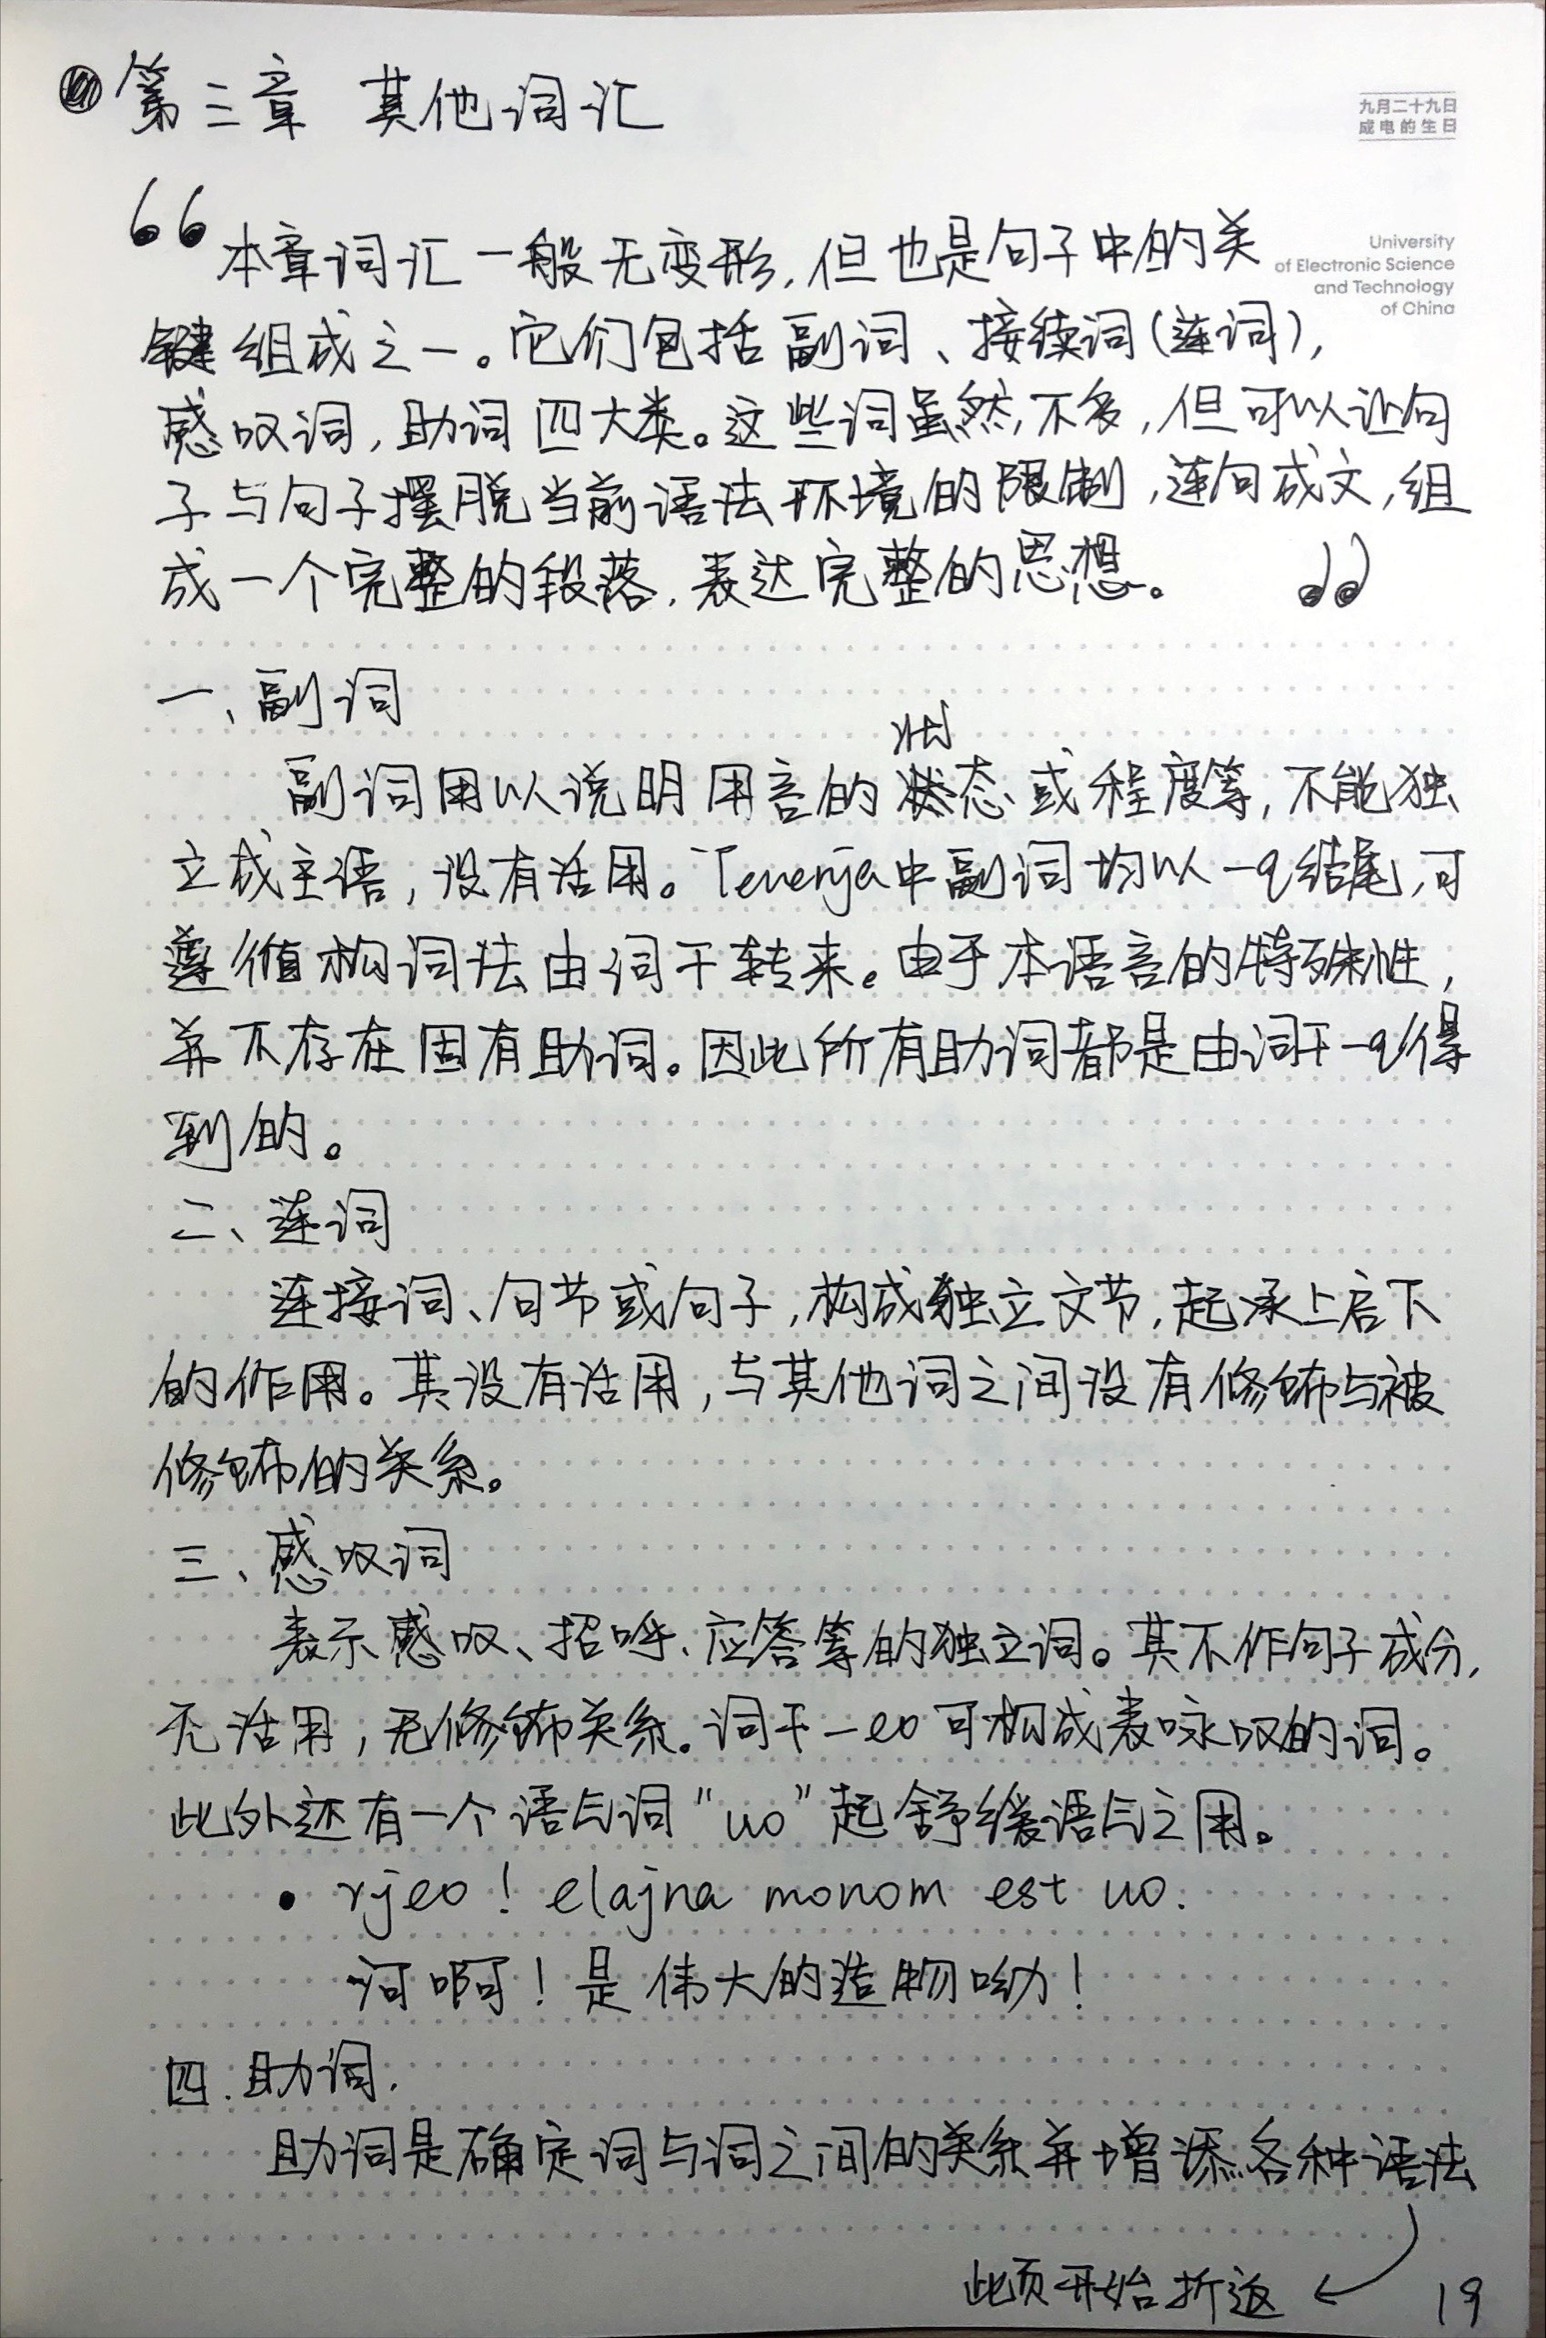 第三章 其他词汇
九月二十九日
成电的生日
University
of Electronic Science
and Technology
of China
“本章词汇一般无变形,但也是句子中的关
键组成之一。它们包括副词、接续词(连词),
感叹词,助词四大类。这些词虽然不多,但可以让句
子与句子摆脱当前语法环境的限制,连句成文,组
成一个完整的段落,表达完整的思想。”
一、副词
状
副词用以说明用言的状态或程度等,不能独
立成主语,没有活用。Tenenja中副词均以-q结尾,可
遵循构词法由词干转来。由于本语言的特殊性,
并不存在固有助词。因此所有助词都是由词干-q得
到的。
二、连词
连接词、句节或句子,构成独立文节,起承上启下
的作用。其没有活用,与其他词之间没有修饰与被
修饰的关系。
三、感叹词
表示感叹、招呼、应答等的独立词。其不作句子成分,
无活用,无修饰关系。词干-eo可构成表咏叹的词。
此外还有一个语气词"uo"起舒缓语气之用。
• rjeo! elajna monom est uo.
河啊!是伟大的造物呦!
四.助词.
助词是确定词与词之间的关系并增添各种语法
此页开始折返 ←
19